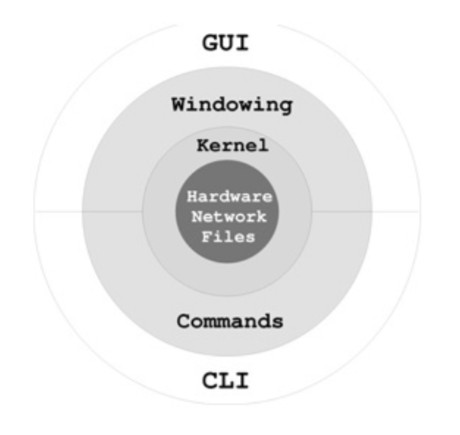 GUI
Windowing
Kernel
Hardware
Network
Files
Commands
CLI